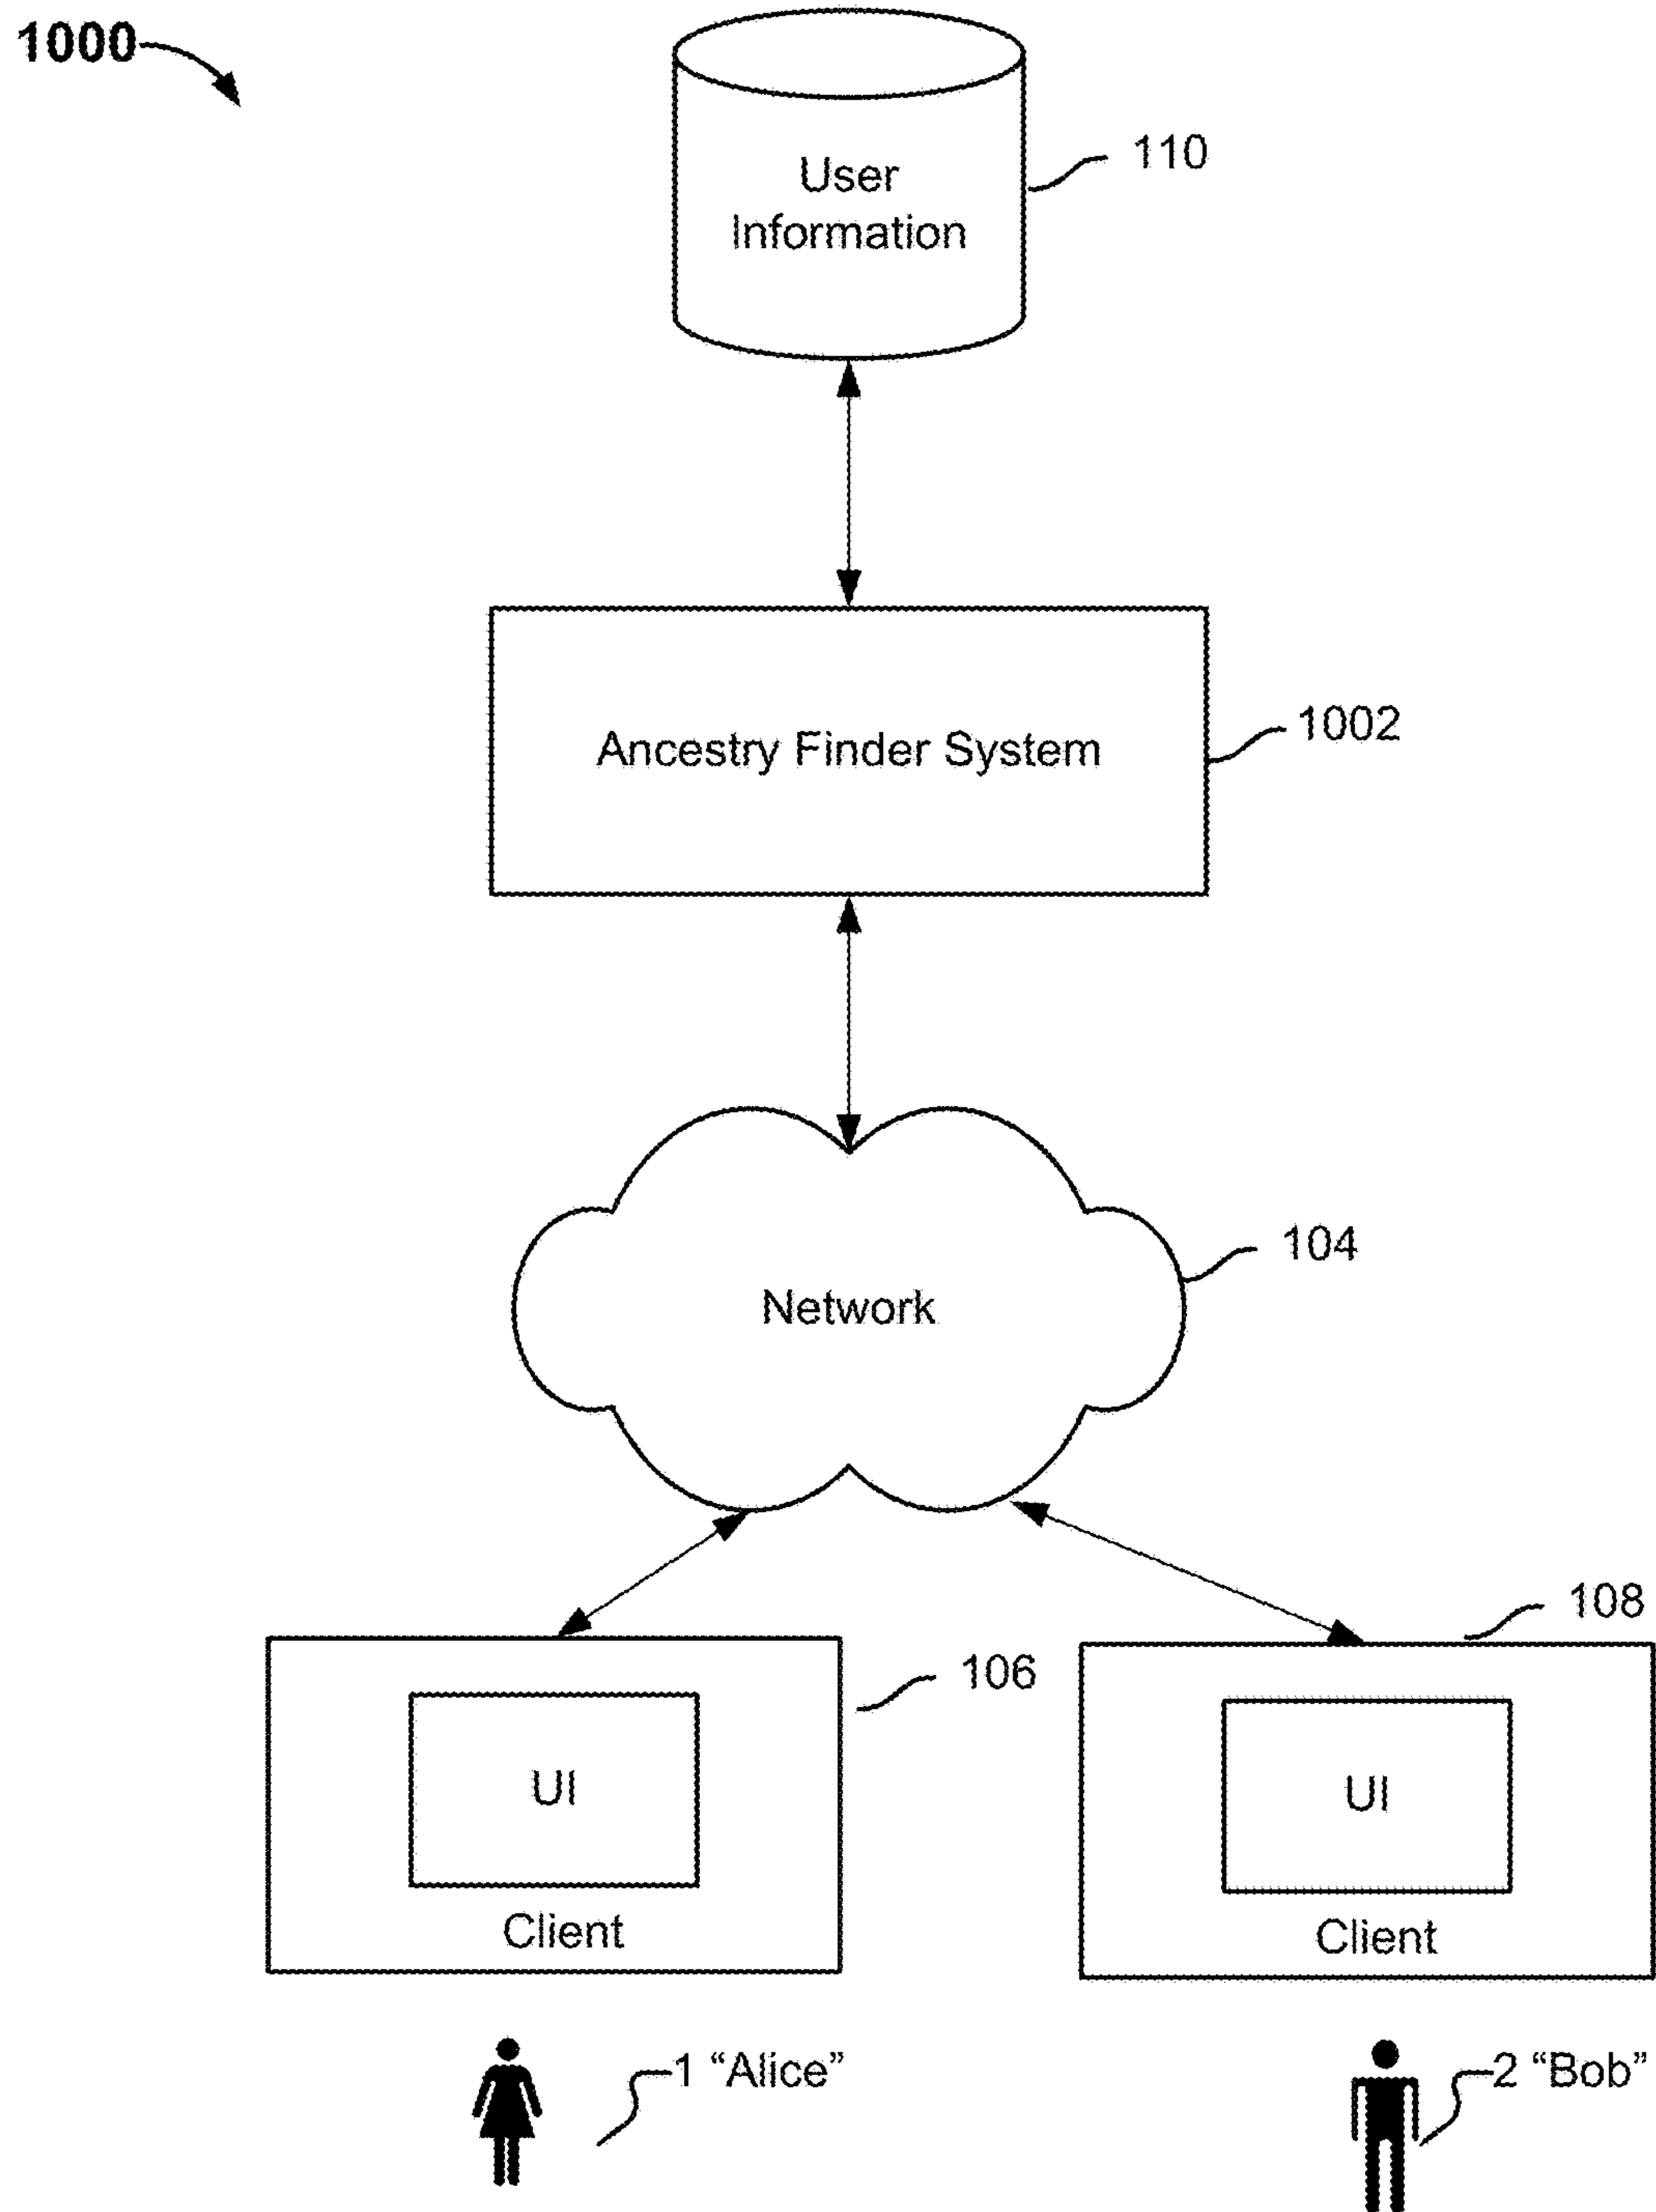 1000
User
Information
110
Ancestry Finder System
1002
Network
104
108
106
UI
UI
Client
Client
1 “Alice”
2 “Bob”